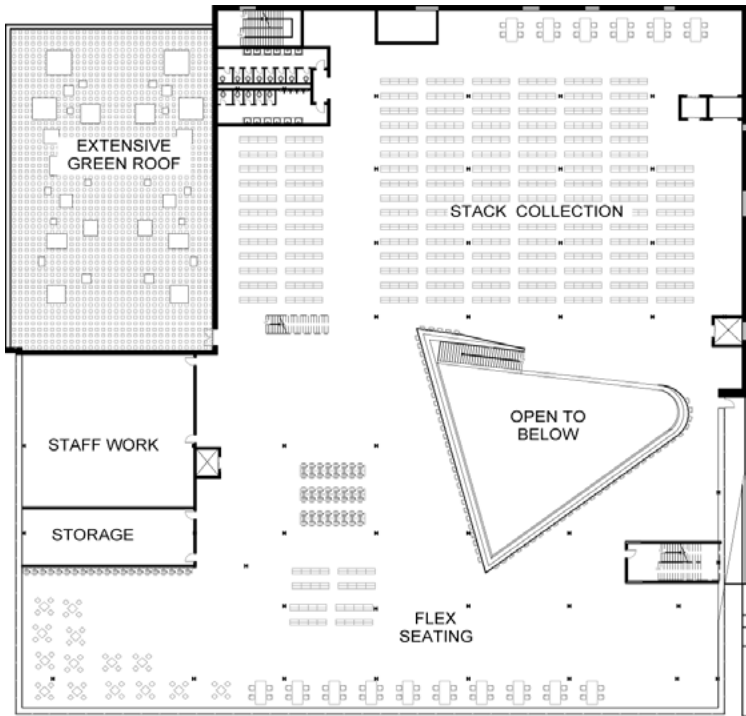 EXTENSIVE
GREEN ROOF
STACK COLLECTION
OPEN TO
BELOW
STAFF WORK
STORAGE
FLEX
SEATING